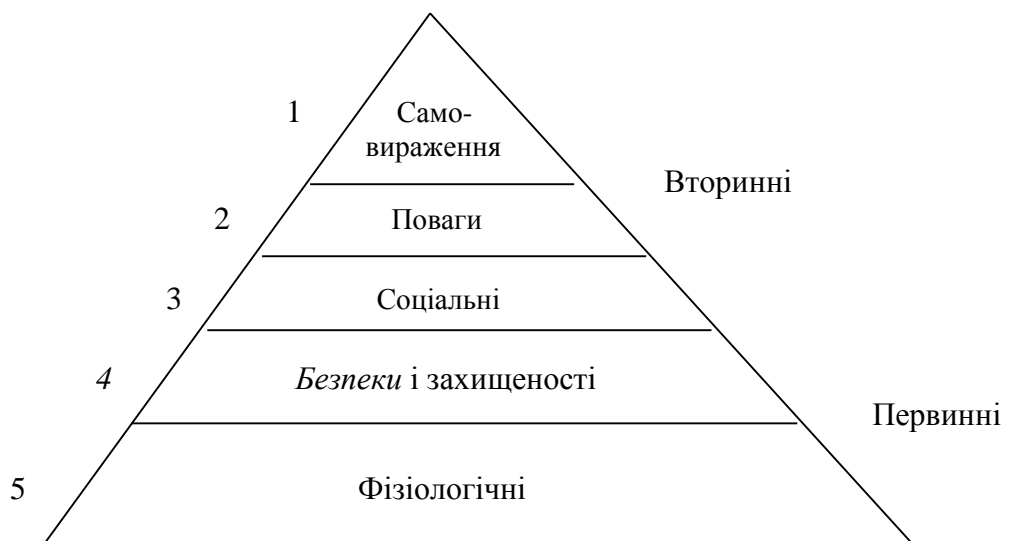 1
Само-
вираження
Вторинні
2
Поваги
3
Соціальні
4
Безпеки і захищеності
Первинні
5
Фізіологічні